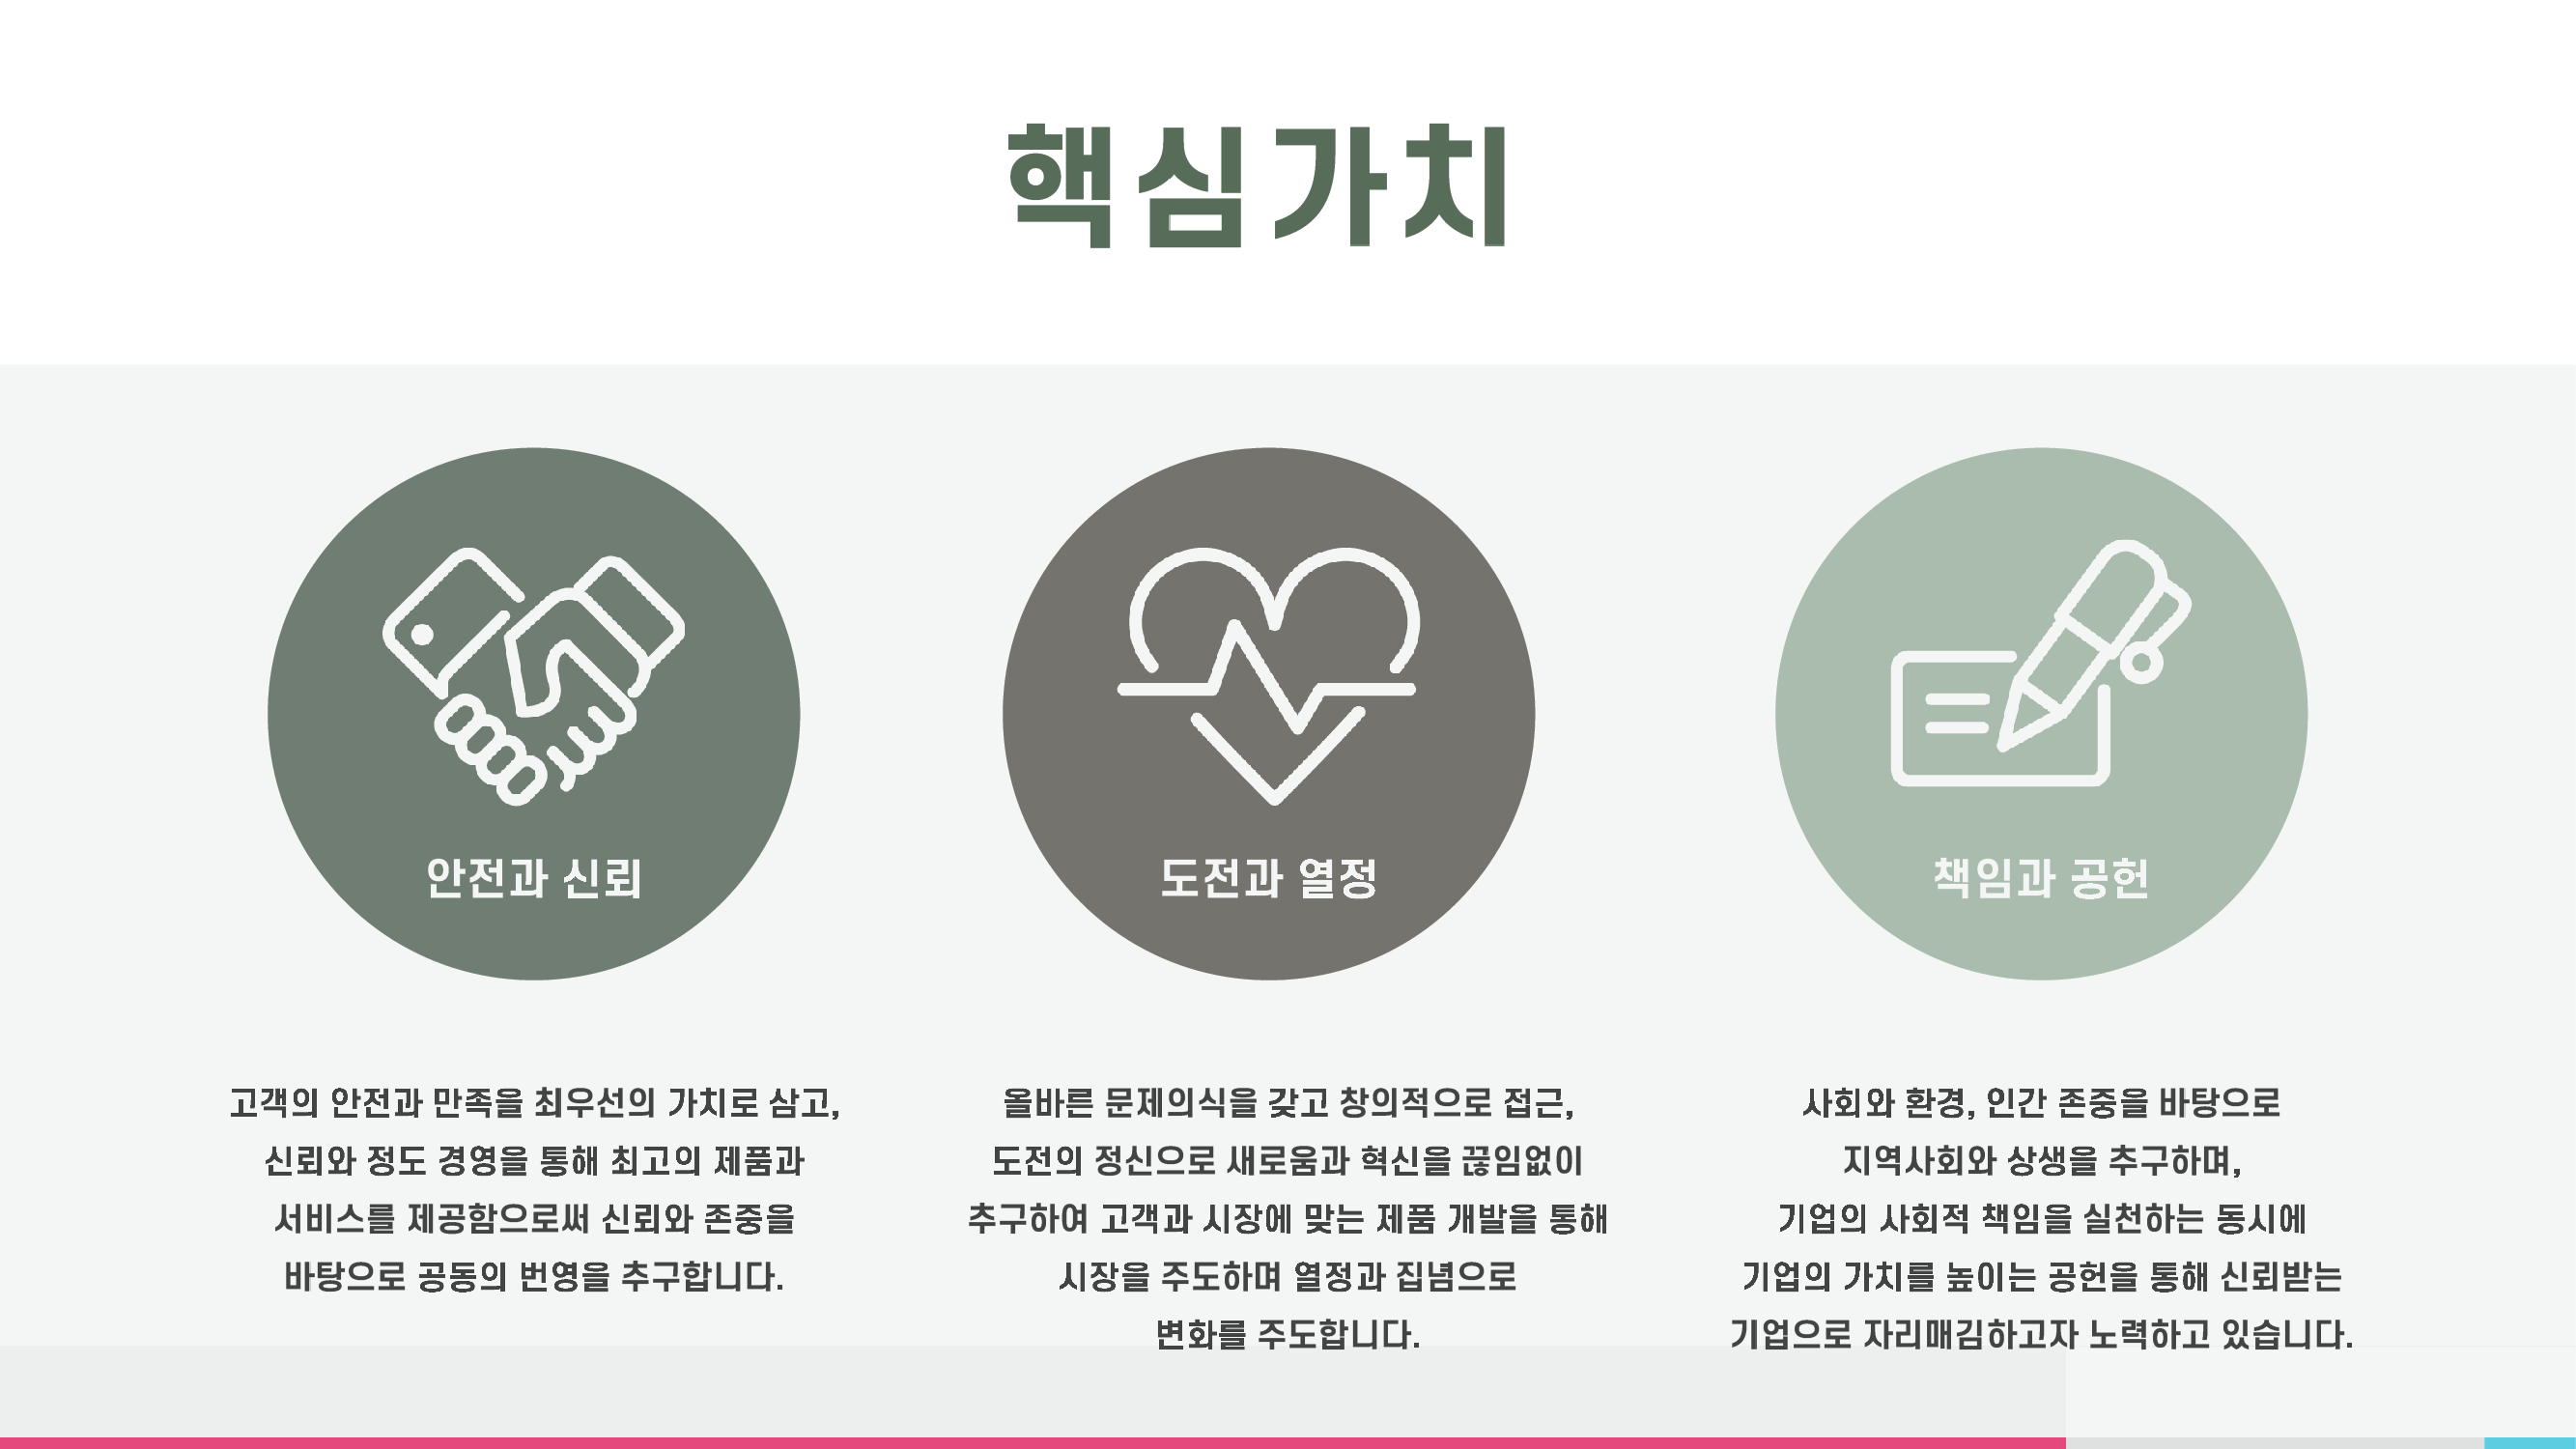 핵심가치
안전과 신뢰
고객의 안전과 만족을 최우선의 가치로 삼고,
신뢰와 정도 경영을 통해 최고의 제품과
서비스를 제공함으로써 신뢰와 존중을
바탕으로 공동의 번영을 추구합니다.
도전과 열정
올바른 문제의식을 갖고 창의적으로 접근,
도전의 정신으로 새로움과 혁신을 끊임없이
추구하여 고객과 시장에 맞는 제품 개발을 통해
시장을 주도하며 열정과 집념으로
변화를 주도합니다.
책임과 공헌
사회와 환경, 인간 존중을 바탕으로
지역사회와 상생을 추구하며,
기업의 사회적 책임을 실천하는 동시에
기업의 가치를 높이는 공헌을 통해 신뢰받는
기업으로 자리매김하고자 노력하고 있습니다.